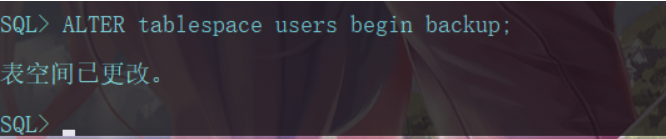 SQL> ALTER tablespace users begin backup;
表空间已更改。
SQL>